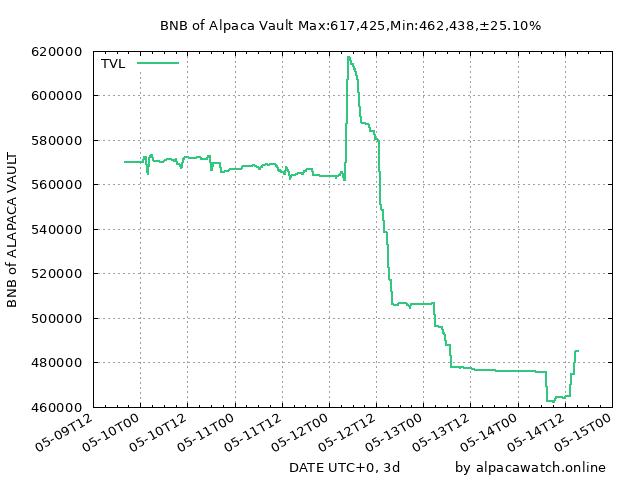 BNB of Alpaca Vault Max:617,425,Min:462,438,±25.10%
TVL
620000
600000
580000
560000
540000
520000
500000
480000
460000
BNB of ALAPACA VAULT
05-09T12
05-10T00
05-10T12
05-11T00
05-11T12
05-12T00
05-12T12
05-13T00
05-13T12
05-14T00
05-14T12
05-15T00
DATE UTC+0, 3d
by alpacawatch.online